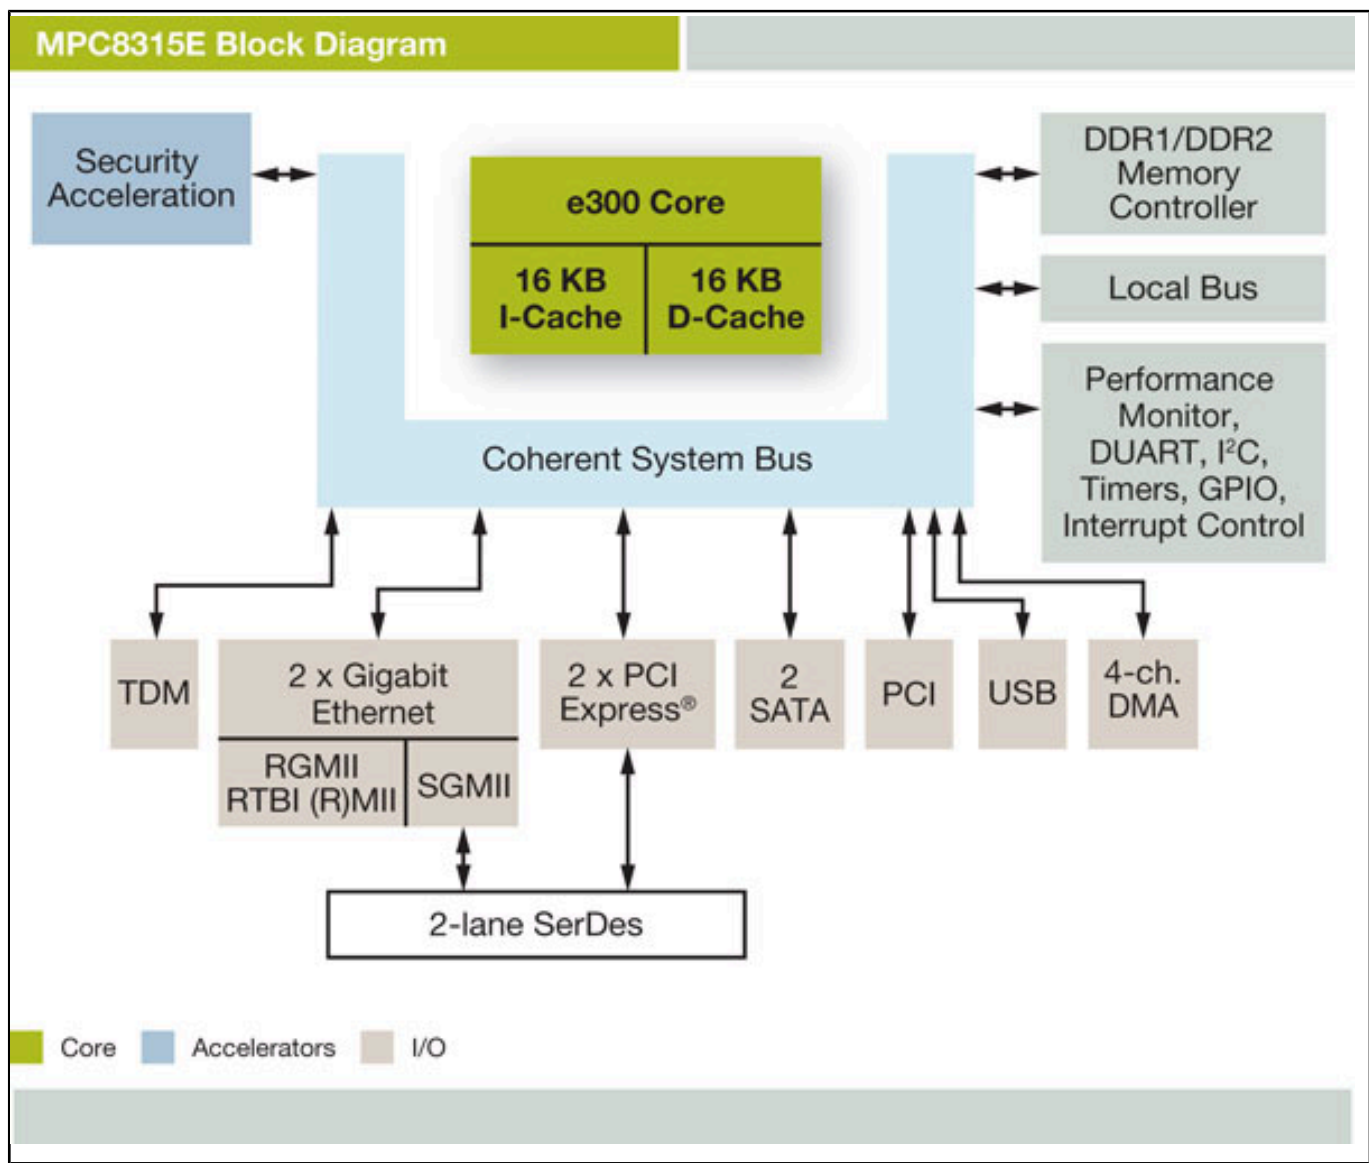 MPC8315E Block Diagram
Security
Acceleration
e300 Core
16 KB
I-Cache
16 KB
D-Cache
DDR1/DDR2
Memory
Controller
Local Bus
Performance
Monitor,
DUART, I²C,
Timers, GPIO,
Interrupt Control
Coherent System Bus
TDM
2 x Gigabit
Ethernet
RGMII
RTBI (R)MII
SGMII
2 x PCI
Express®
2
SATA
PCI
USB
4-ch.
DMA
2-lane SerDes
Core
Accelerators
I/O